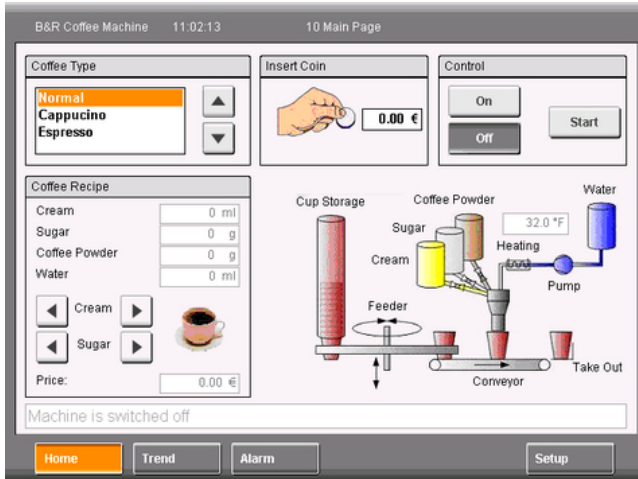 B&R Coffee Machine 11:02:13 10 Main Page
Coffee Type
Normal
Cappucino
Espresso
Insert Coin
0.00 €
Control
On
Off
Start
Coffee Recipe
Cream 0 ml
Sugar 0 g
Coffee Powder 0 g
Water 0 ml
Cream
Sugar
Price: 0.00 €
Cup Storage
Coffee Powder
Water
Sugar
32.0 °F
Cream
Heating
Pump
Feeder
Take Out
Conveyor
Machine is switched off
Home Trend Alarm Setup